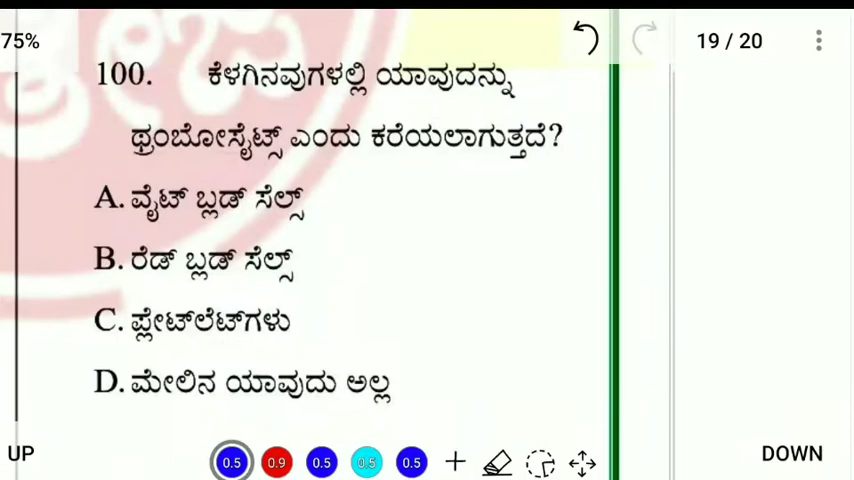 75%
19 / 20
100. ಕೆಳಗಿನವುಗಳಲ್ಲಿ ಯಾವುದನ್ನು
ಥ್ರಂಬೋಸೈಟ್ಸ್ ಎಂದು ಕರೆಯಲಾಗುತ್ತದೆ?
A. ವೈಟ್ ಬ್ಲಡ್ ಸೆಲ್ಸ್
B. ರೆಡ್ ಬ್ಲಡ್ ಸೆಲ್ಸ್
C. ಪ್ಲೇಟ್‌ಲೆಟ್‌ಗಳು
D. ಮೇಲಿನ ಯಾವುದು ಅಲ್ಲ
UP
0.5 0.9 0.5 0.5 0.5
DOWN